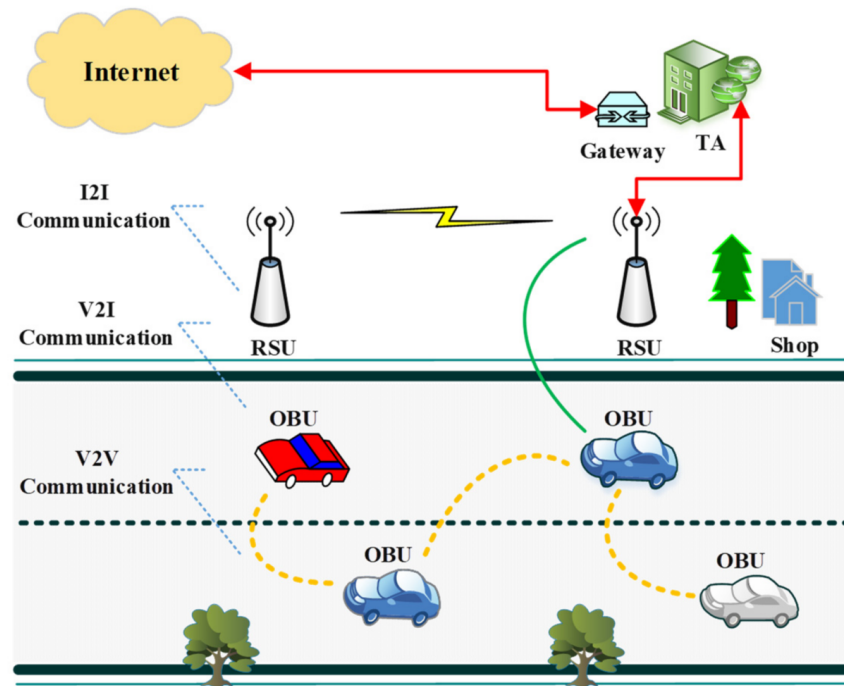 Internet
Gateway
TA
I2I
Communication
RSU
RSU
Shop
V2I
Communication
OBU
OBU
V2V
Communication
OBU
OBU